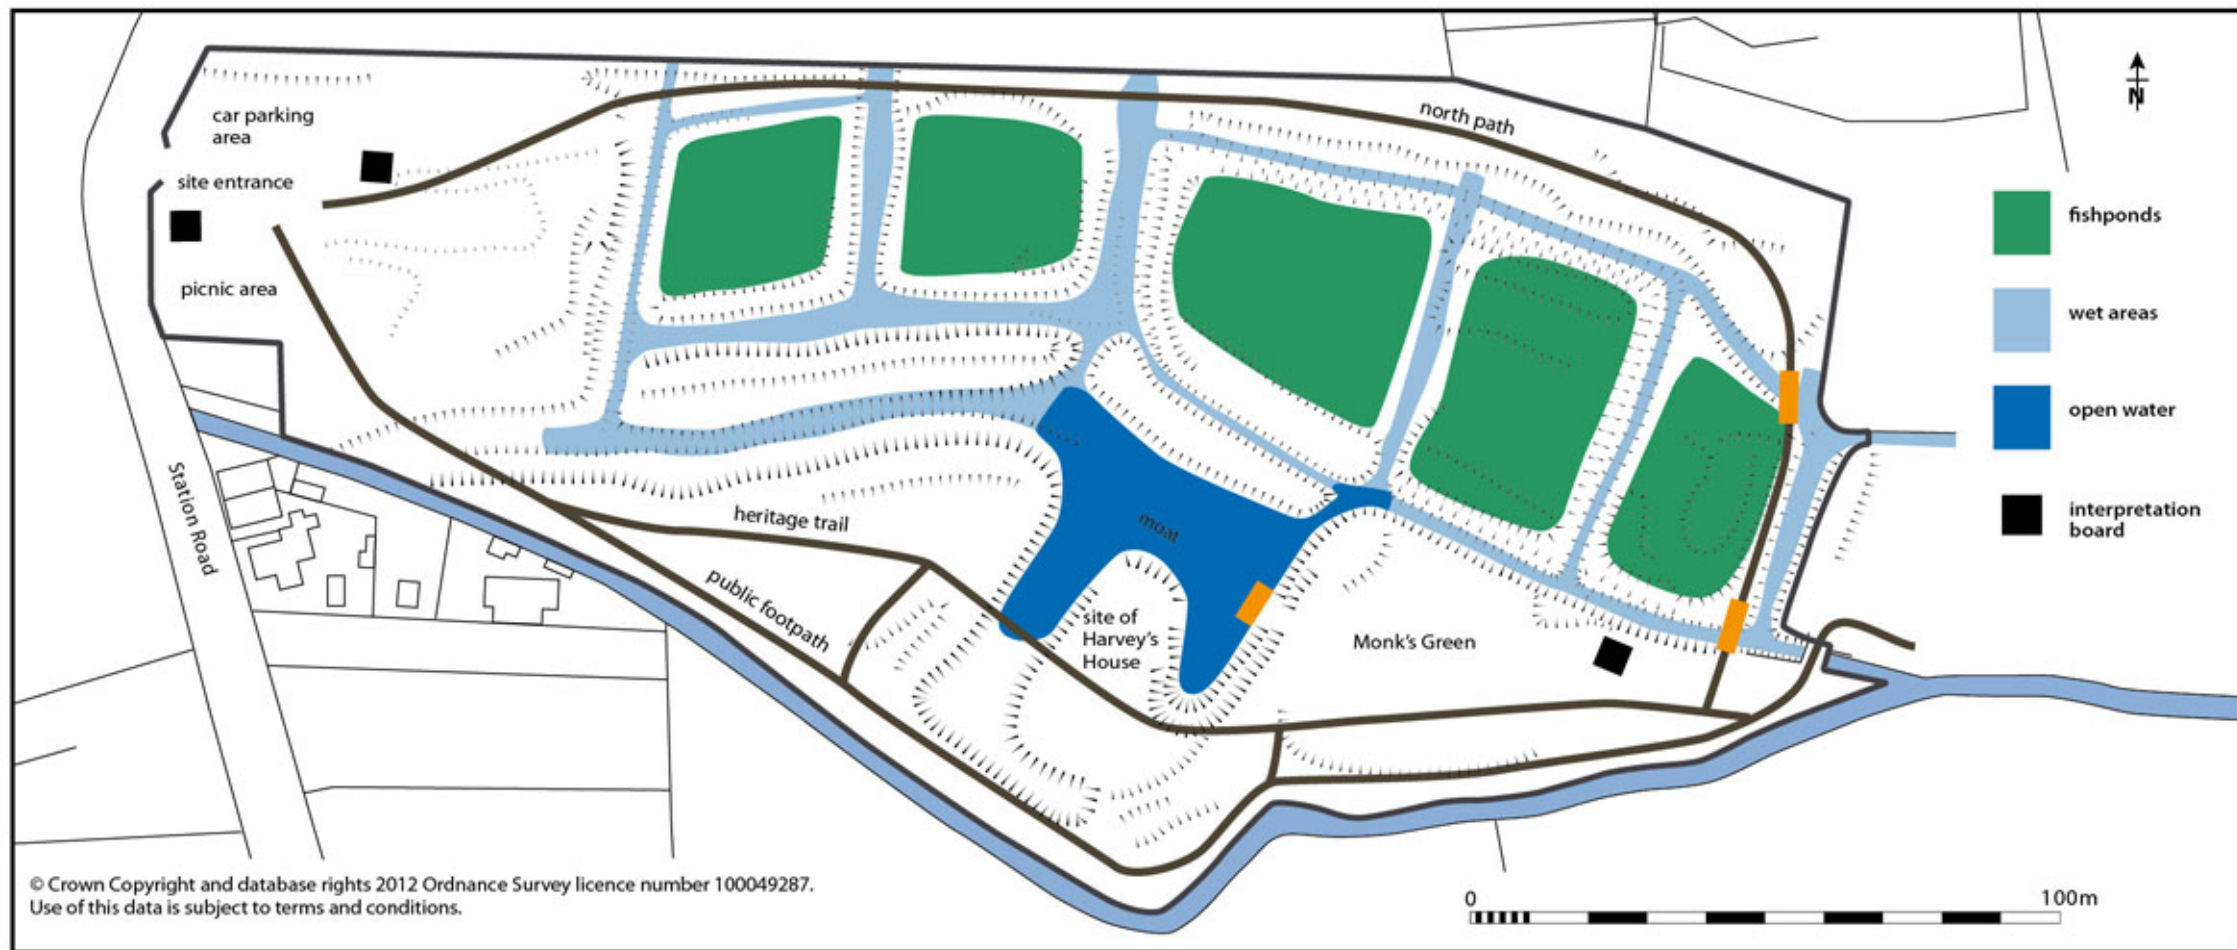 car parking
area
site entrance
picnic area
north path
N
fishponds
wet areas
open water
interpretation
board
Station Road
heritage trail
moat
public footpath
site of
Harvey's
House
Monk's Green
© Crown Copyright and database rights 2012 Ordnance Survey licence number 100049287.
Use of this data is subject to terms and conditions.
0
100m